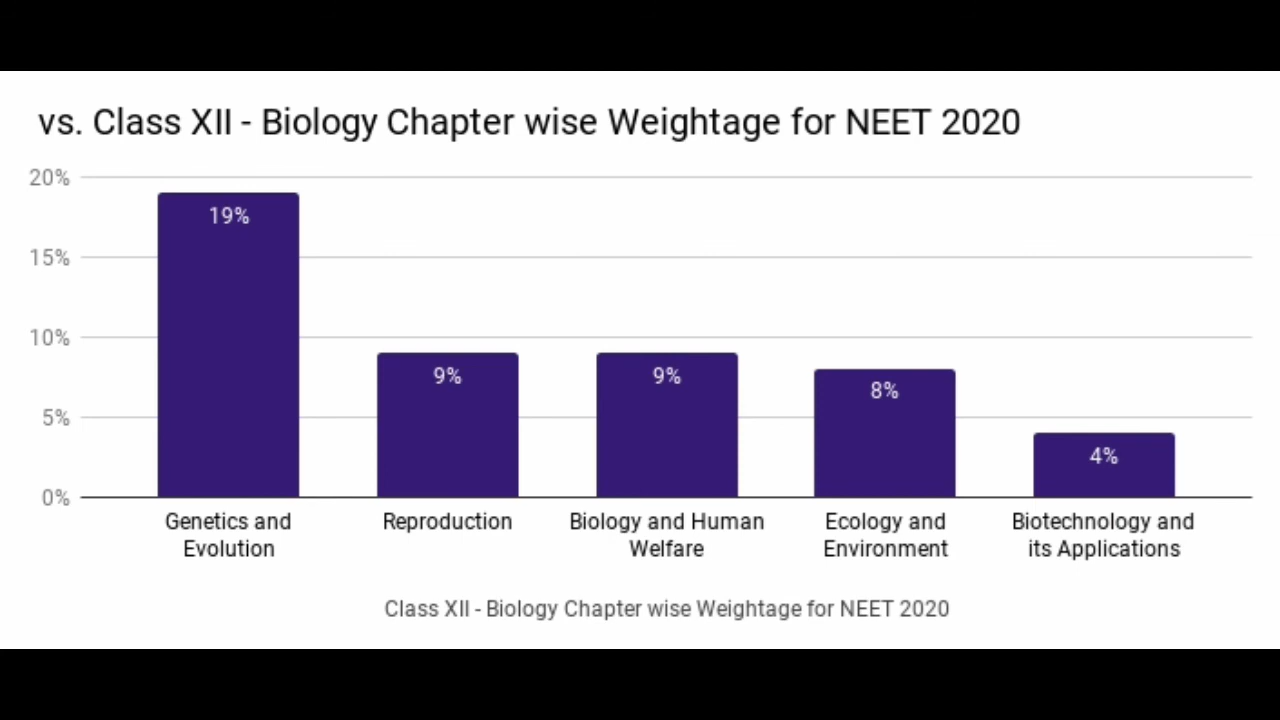 vs. Class XII - Biology Chapter wise Weightage for NEET 2020
20%
15%
10%
5%
0%
19%
9%
9%
8%
4%
Genetics and
Evolution
Reproduction
Biology and Human
Welfare
Ecology and
Environment
Biotechnology and
its Applications
Class XII - Biology Chapter wise Weightage for NEET 2020